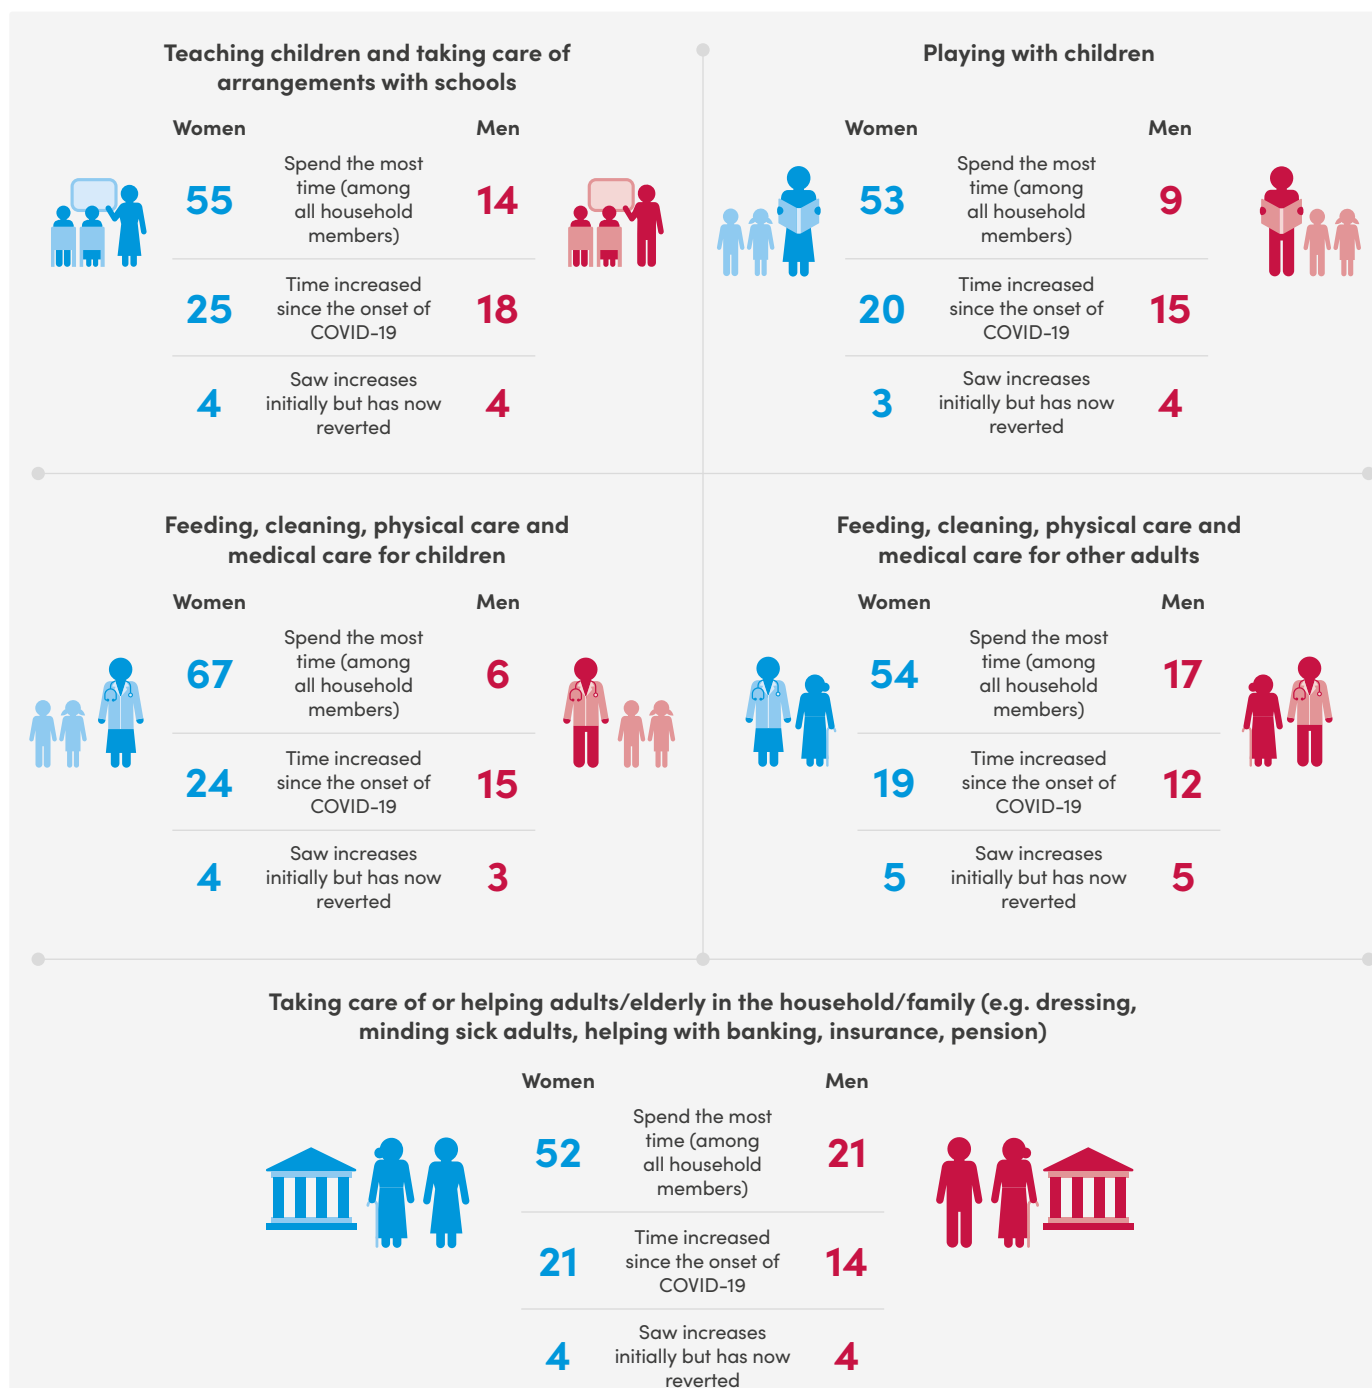 Teaching children and taking care of
arrangements with schools
Women
Men
55
Spend the most
time (among
all household
members)
14
25
Time increased
since the onset of
COVID-19
18
4
Saw increases
initially but has now
reverted
4
Playing with children
Women
Men
53
Spend the most
time (among
all household
members)
9
20
Time increased
since the onset of
COVID-19
15
3
Saw increases
initially but has now
reverted
4
Feeding, cleaning, physical care and
medical care for children
Women
Men
67
Spend the most
time (among
all household
members)
6
24
Time increased
since the onset of
COVID-19
15
4
Saw increases
initially but has now
reverted
3
Feeding, cleaning, physical care and
medical care for other adults
Women
Men
54
Spend the most
time (among
all household
members)
17
19
Time increased
since the onset of
COVID-19
12
5
Saw increases
initially but has now
reverted
5
Taking care of or helping adults/elderly in the household/family (e.g. dressing,
minding sick adults, helping with banking, insurance, pension)
Women
Men
52
Spend the most
time (among
all household
members)
21
21
Time increased
since the onset of
COVID-19
14
4
Saw increases
initially but has now
reverted
4